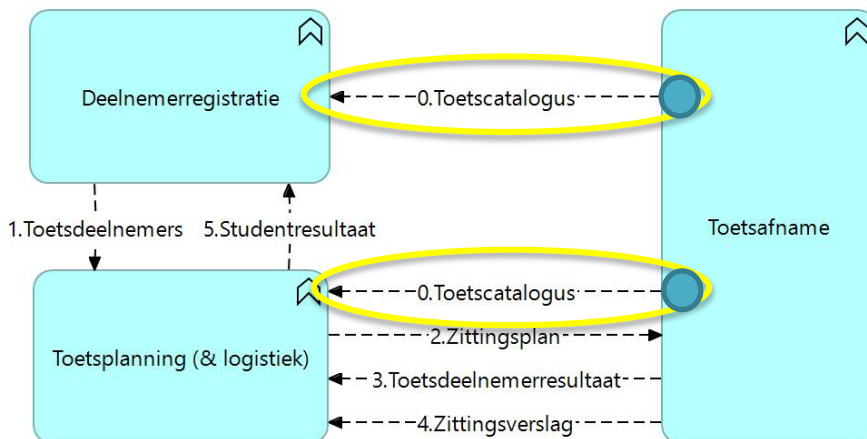 Deelnemerregistratie
0.Toetscatalogus
1.Toetsdeelnemers
5.Studentresultaat
Toetsafname
0.Toetscatalogus
2.Zittingsplan
Toetsplanning (& logistiek)
3.Toetsdeelnemerresultaat
4.Zittingsverslag